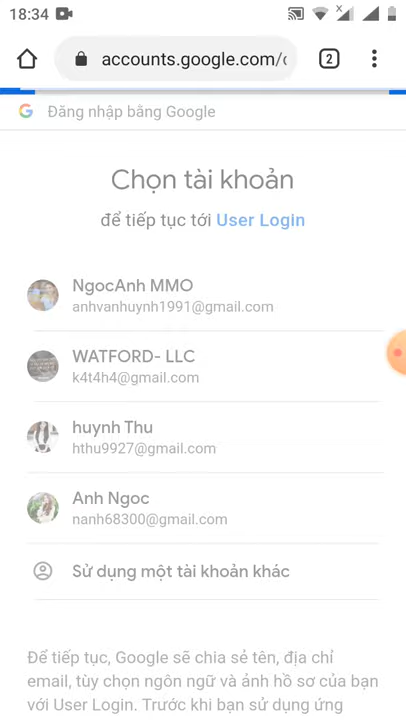 18:34
accounts.google.com/
2
Đăng nhập bằng Google
Chọn tài khoản
để tiếp tục tới User Login
NgocAnh MMO
anhvanhuynh1991@gmail.com
WATFORD- LLC
k4t4h4@gmail.com
huynh Thu
hthu9927@gmail.com
Anh Ngoc
nanh68300@gmail.com
Sử dụng một tài khoản khác
Để tiếp tục, Google sẽ chia sẻ tên, địa chỉ
email, tùy chọn ngôn ngữ và ảnh hồ sơ của bạn
với User Login. Trước khi bạn sử dụng ứng